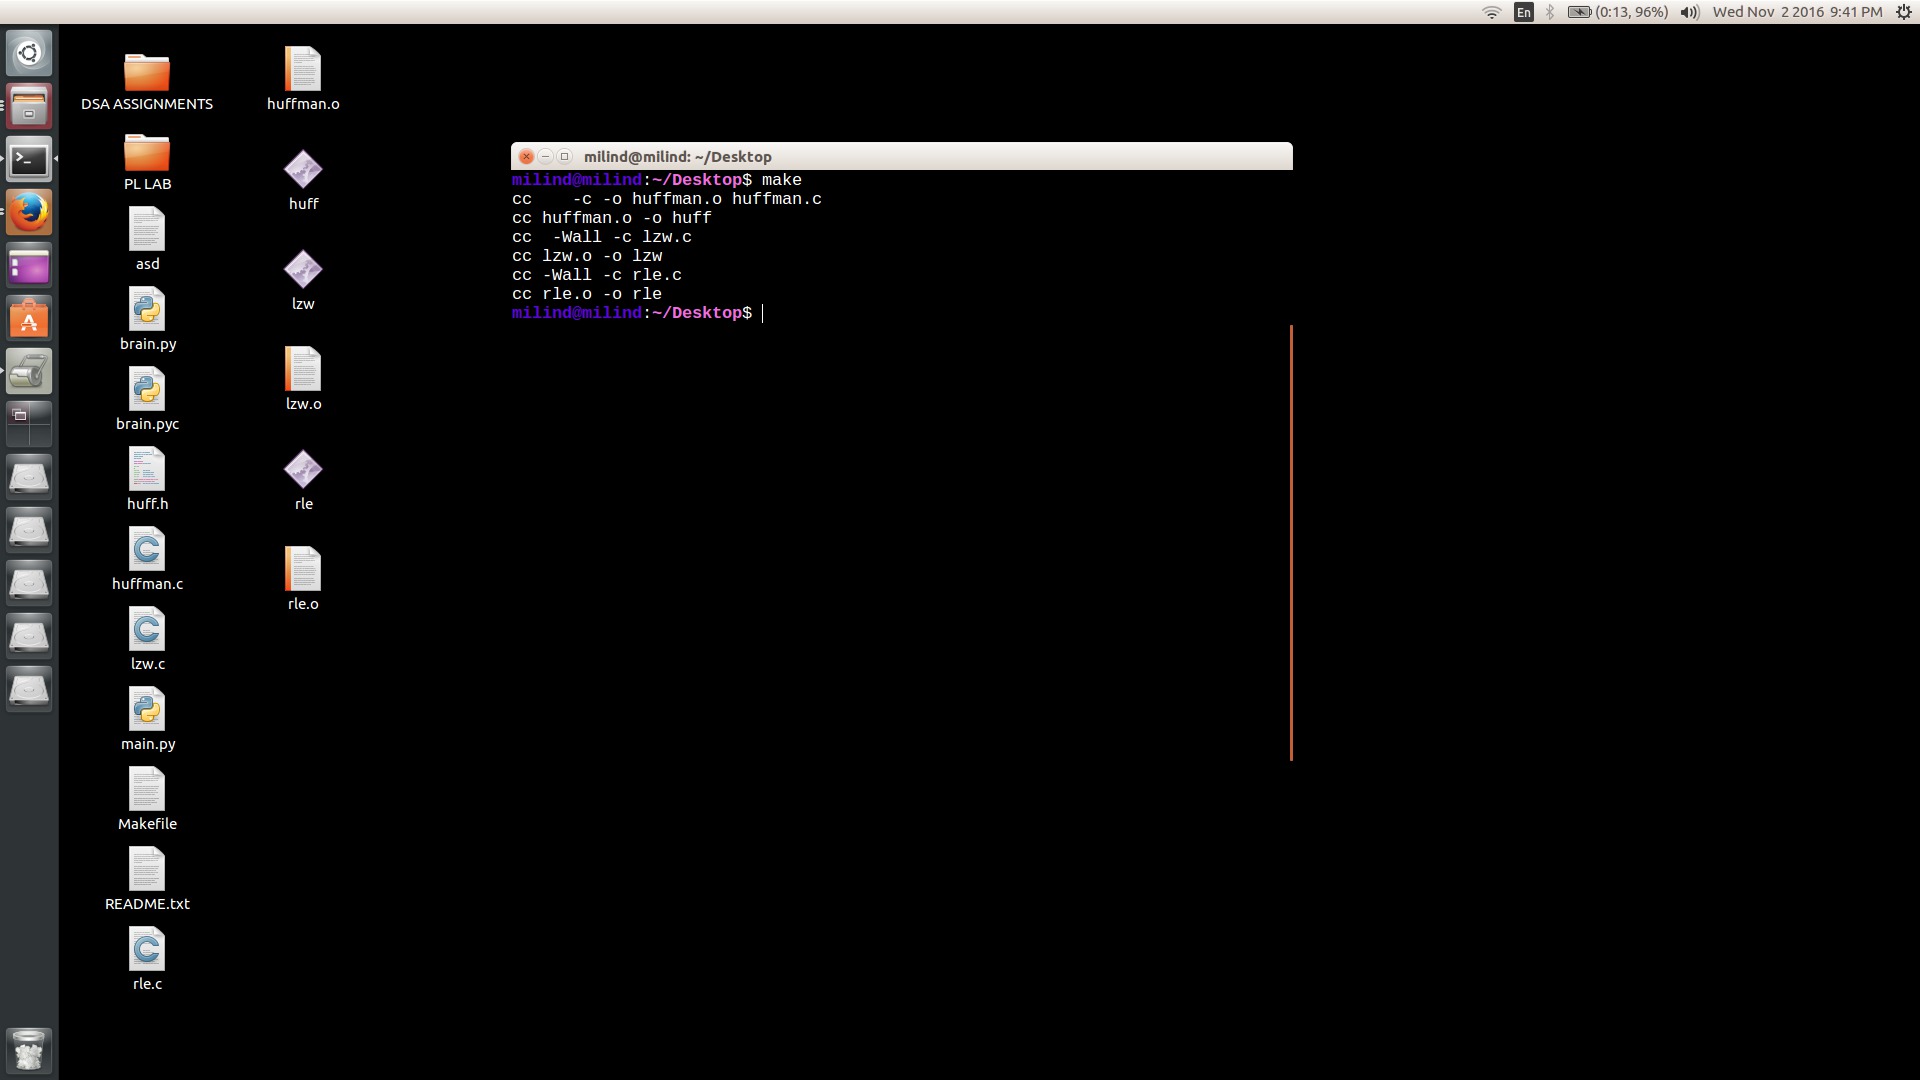 En (0:13, 96%) Wed Nov 2 2016 9:41 PM
DSA ASSIGNMENTS
PL LAB
asd
brain.py
brain.pyc
huff.h
huffman.c
lzw.c
main.py
Makefile
README.txt
rle.c
huffman.o
huff
lzw
lzw.o
rle
rle.o
milind@milind: ~/Desktop
milind@milind:~/Desktop$ make
cc    -c -o huffman.o huffman.c
cc huffman.o -o huff
cc  -Wall -c lzw.c
cc lzw.o -o lzw
cc -Wall -c rle.c
cc rle.o -o rle
milind@milind:~/Desktop$